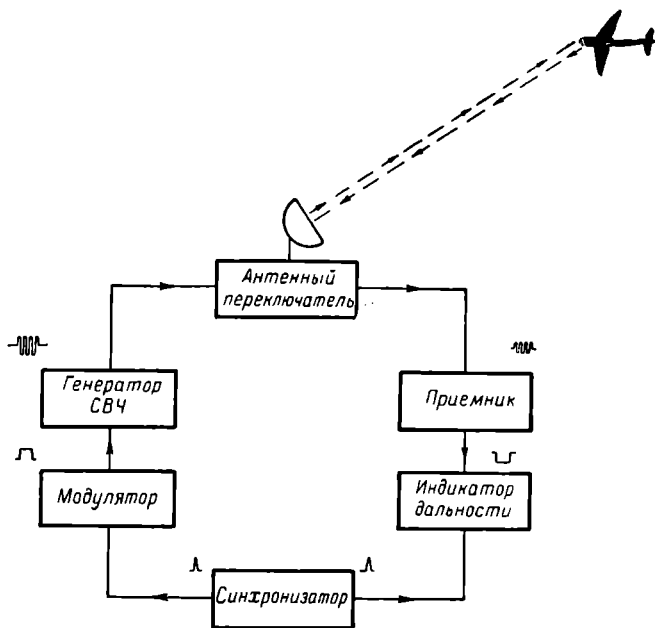 Антенный
переключатель
Генератор
СВЧ
Приемник
Модулятор
Индикатор
дальности
Синхронизатор